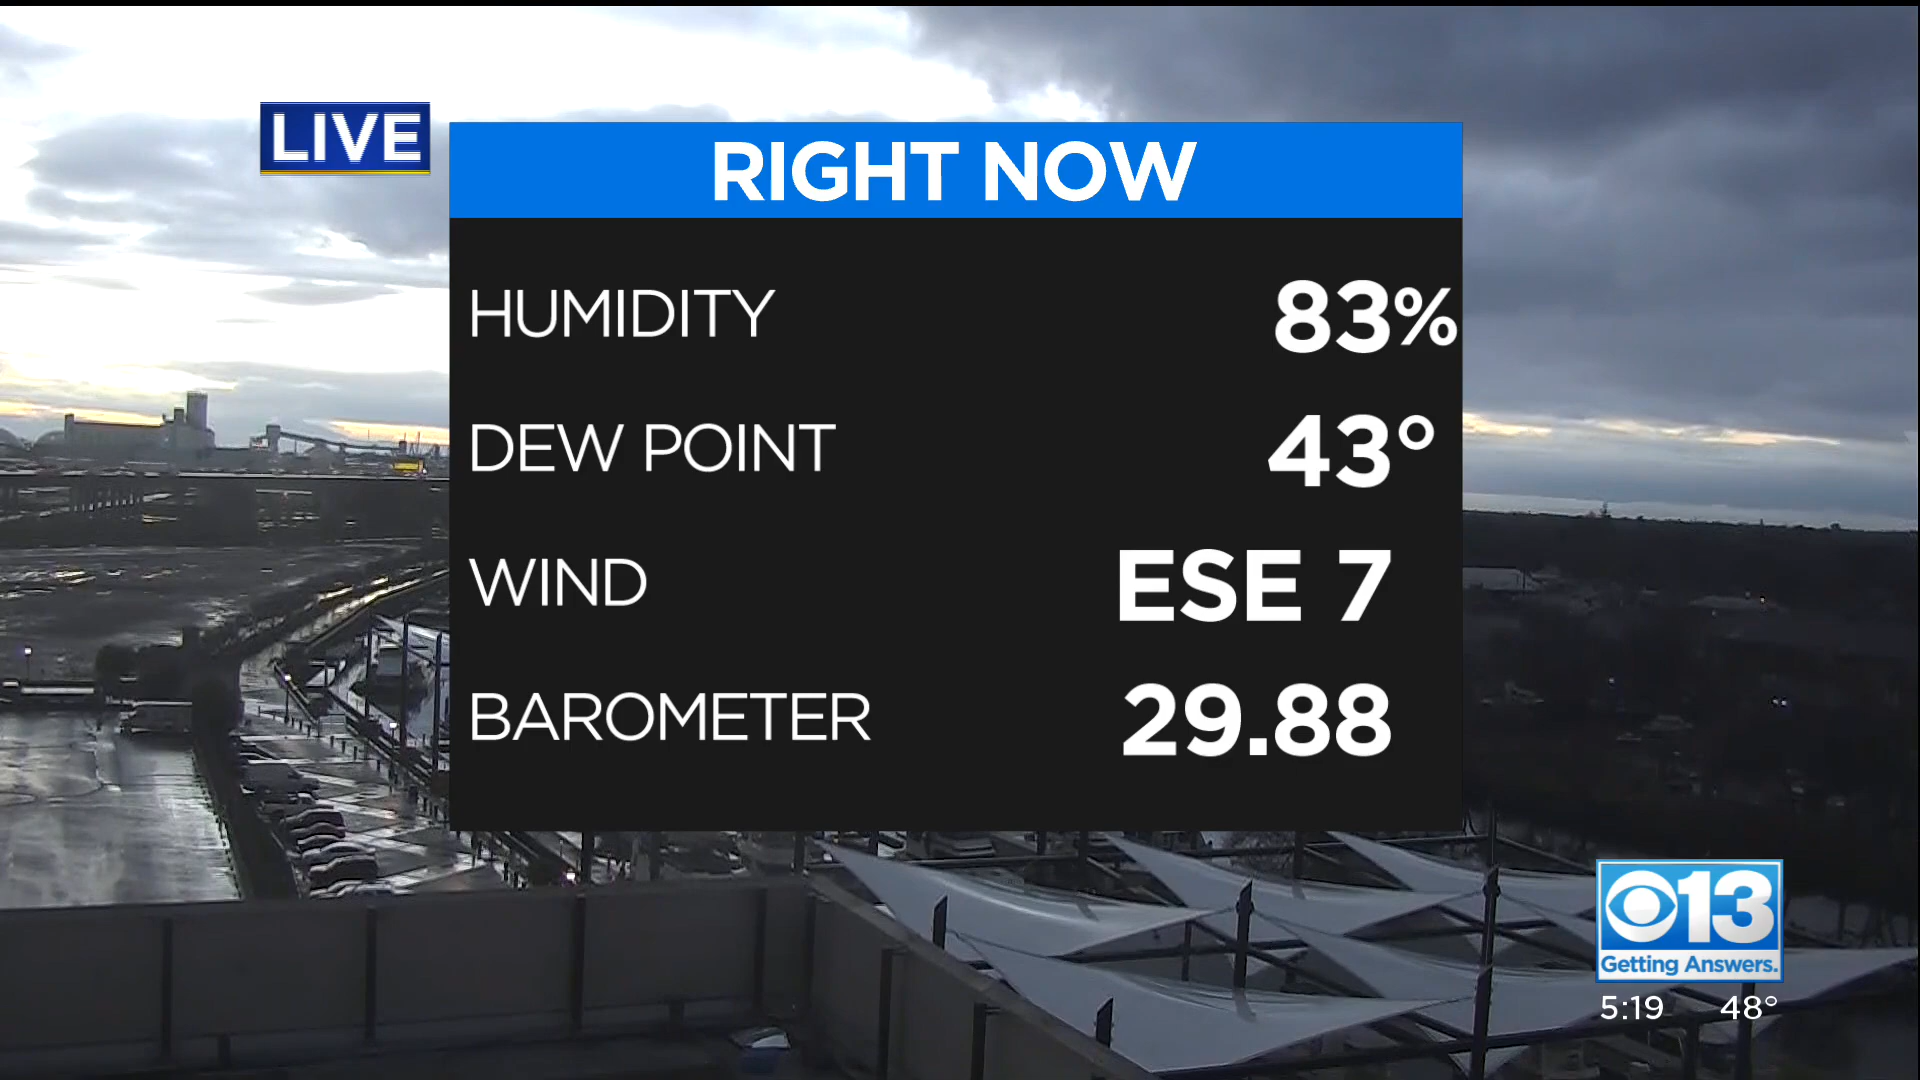 LIVE
RIGHT NOW
HUMIDITY 83%
DEW POINT 43°
WIND ESE 7
BAROMETER 29.88
13
Getting Answers.
5:19 48°